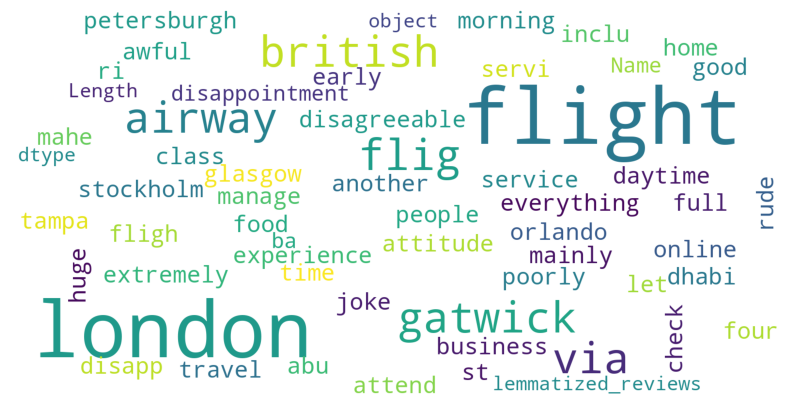 petersburgh
object
morning
inclu
awful
british
home
ri
early
servi
Name
good
Length
disappointment
flight
airway
disagreeable
mahe
flig
dtype
class
glasgow
another
service
daytime
stockholm
manage
everything
full
rude
tampa
food
people
orlando
fligh
ba
attitude
mainly
online
experience
huge
extremely
time
poorly
let
dhabi
joke
london
gatwick
check
four
business
via
disapp
travel
abu
st
attend
lemmatized_reviews